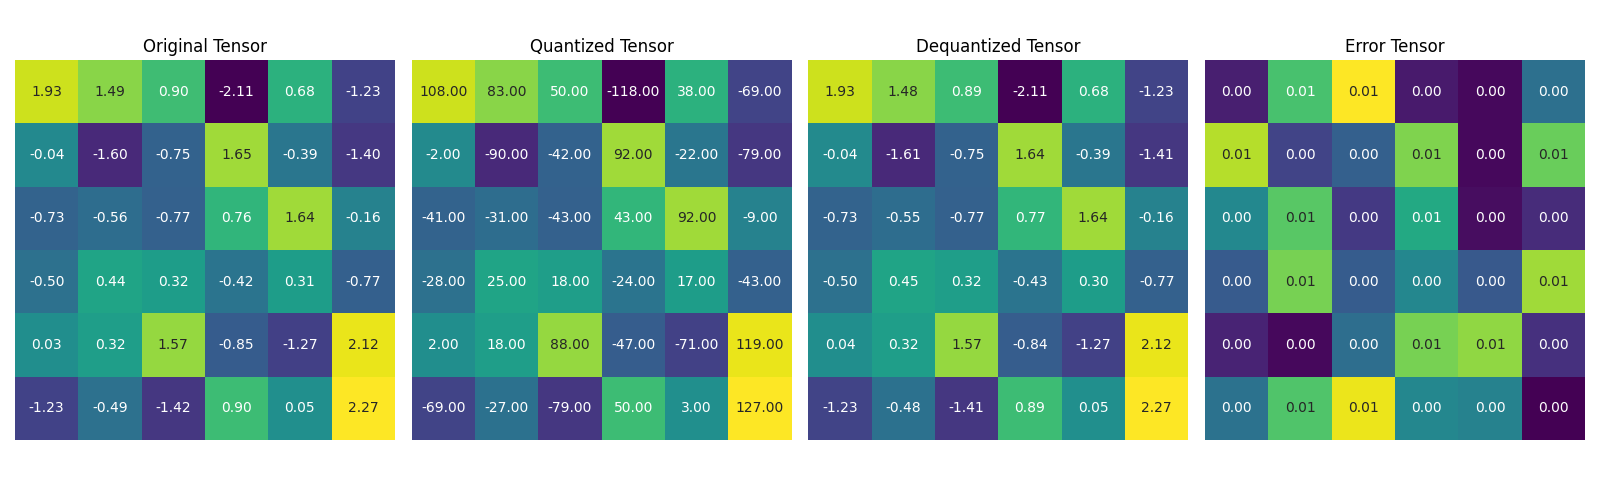 Original Tensor Quantized Tensor Dequantized Tensor Error Tensor
1.93 1.49 0.90 -2.11 0.68 -1.23 108.00 83.00 50.00 -118.00 38.00 -69.00 1.93 1.48 0.89 -2.11 0.68 -1.23 0.00 0.01 0.01 0.00 0.00 0.00
-0.04 -1.60 -0.75 1.65 -0.39 -1.40 -2.00 -90.00 -42.00 92.00 -22.00 -79.00 -0.04 -1.61 -0.75 1.64 -0.39 -1.41 0.01 0.00 0.00 0.01 0.00 0.01
-0.73 -0.56 -0.77 0.76 1.64 -0.16 -41.00 -31.00 -43.00 43.00 92.00 -9.00 -0.73 -0.55 -0.77 0.77 1.64 -0.16 0.00 0.01 0.00 0.01 0.00 0.00
-0.50 0.44 0.32 -0.42 0.31 -0.77 -28.00 25.00 18.00 -24.00 17.00 -43.00 -0.50 0.45 0.32 -0.43 0.30 -0.77 0.00 0.01 0.00 0.00 0.00 0.01
0.03 0.32 1.57 -0.85 -1.27 2.12 2.00 18.00 88.00 -47.00 -71.00 119.00 0.04 0.32 1.57 -0.84 -1.27 2.12 0.00 0.00 0.00 0.01 0.01 0.00
-1.23 -0.49 -1.42 0.90 0.05 2.27 -69.00 -27.00 -79.00 50.00 3.00 127.00 -1.23 -0.48 -1.41 0.89 0.05 2.27 0.00 0.01 0.01 0.00 0.00 0.00